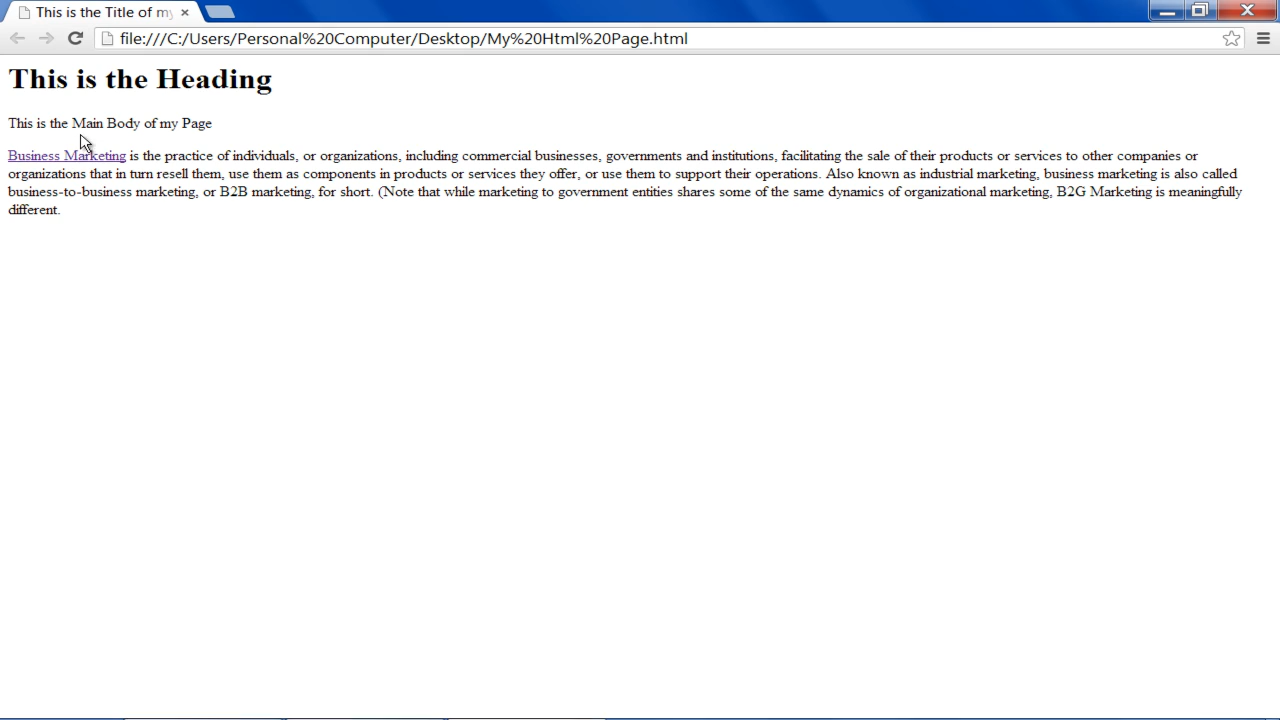 This is the Title of my
file:///C:/Users/Personal%20Computer/Desktop/My%20Html%20Page.html
This is the Heading
This is the Main Body of my Page
Business Marketing is the practice of individuals, or organizations, including commercial businesses, governments and institutions, facilitating the sale of their products or services to other companies or
organizations that in turn resell them, use them as components in products or services they offer, or use them to support their operations. Also known as industrial marketing, business marketing is also called
business-to-business marketing, or B2B marketing, for short. (Note that while marketing to government entities shares some of the same dynamics of organizational marketing, B2G Marketing is meaningfully
different.